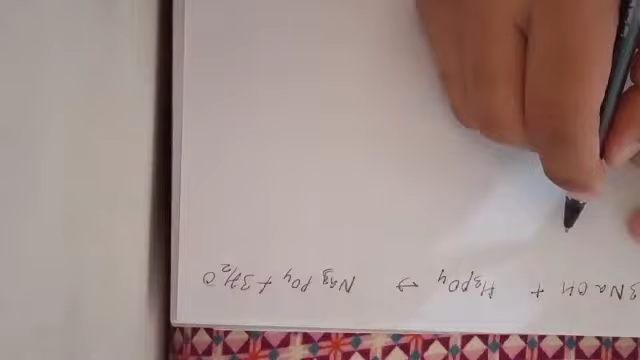 3NaOH + H3PO4 → Na3PO4 + 3H2O